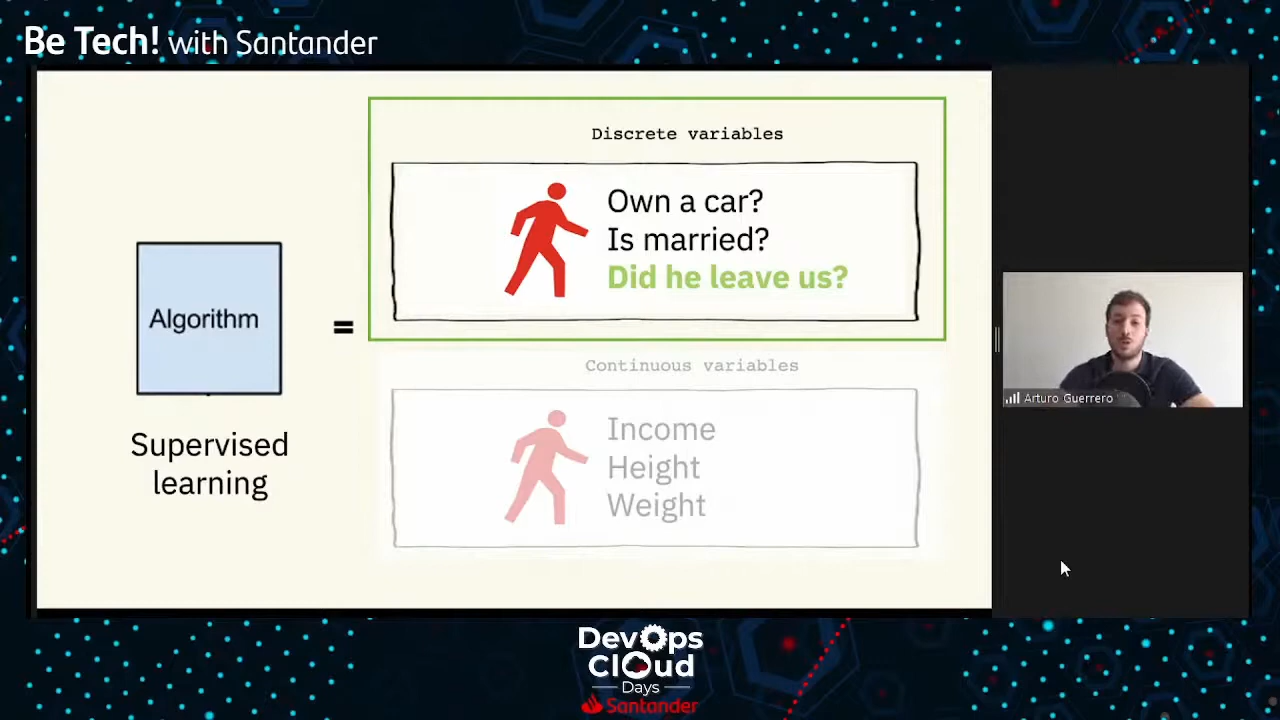 Be Tech! with Santander
Discrete variables
Own a car?
Is married?
Did he leave us?
Algorithm
=
Supervised
learning
Continuous variables
Income
Height
Weight
Arturo Guerrero
DevOps
Cloud
Days
Santander